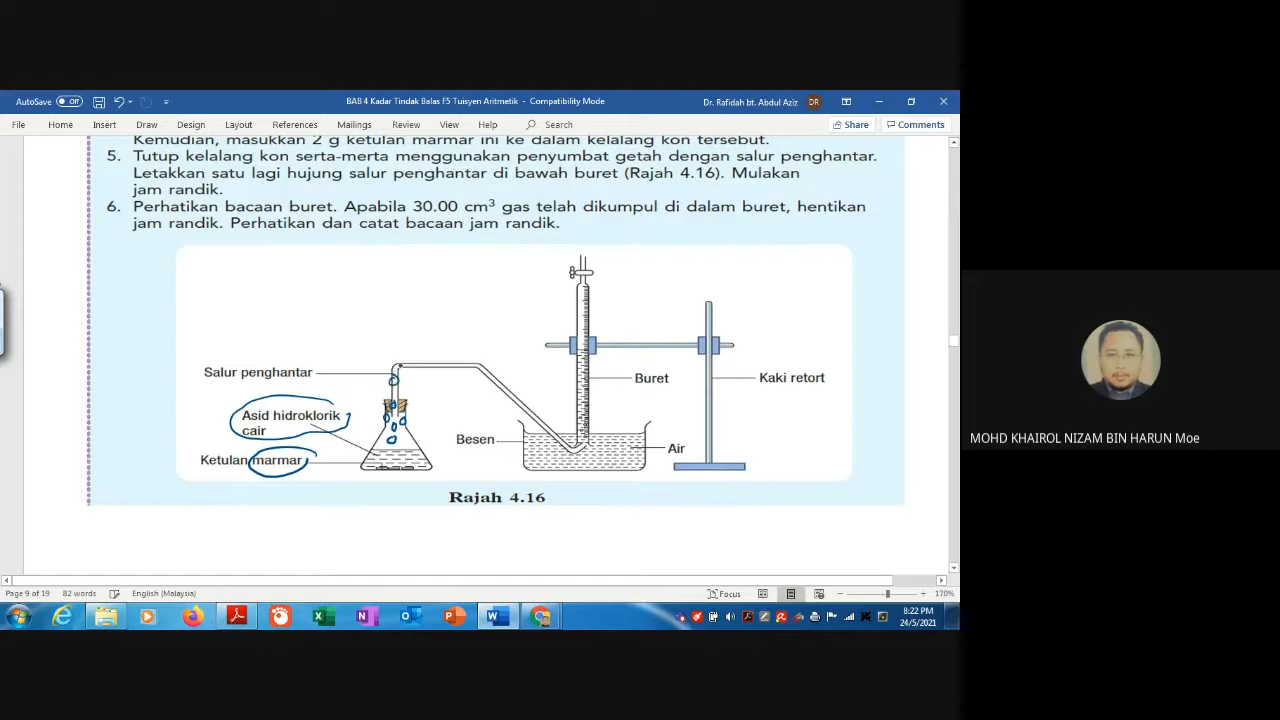 AutoSave Off
BAB 4 Kadar Tindak Balas F5 Tuisyen Aritmetik - Compatibility Mode
Dr. Rafidah bt. Abdul Aziz
DR
File Home Insert Draw Design Layout References Mailings Review View Help Search
Share Comments
Kemudian, masukkan 2 g ketulan marmar ini ke dalam kelalang kon tersebut.
5. Tutup kelalang kon serta-merta menggunakan penyumbat getah dengan salur penghantar.
Letakkan satu lagi hujung salur penghantar di bawah buret (Rajah 4.16). Mulakan
jam randik.
6. Perhatikan bacaan buret. Apabila 30.00 cm³ gas telah dikumpul di dalam buret, hentikan
jam randik. Perhatikan dan catat bacaan jam randik.
Salur penghantar
Buret
Kaki retort
Asid hidroklorik
cair
Besen
Air
Ketulan marmar
Rajah 4.16
MOHD KHAIROL NIZAM BIN HARUN Moe
Page 9 of 19 82 words English (Malaysia)
Focus
170%
8:22 PM
24/5/2021